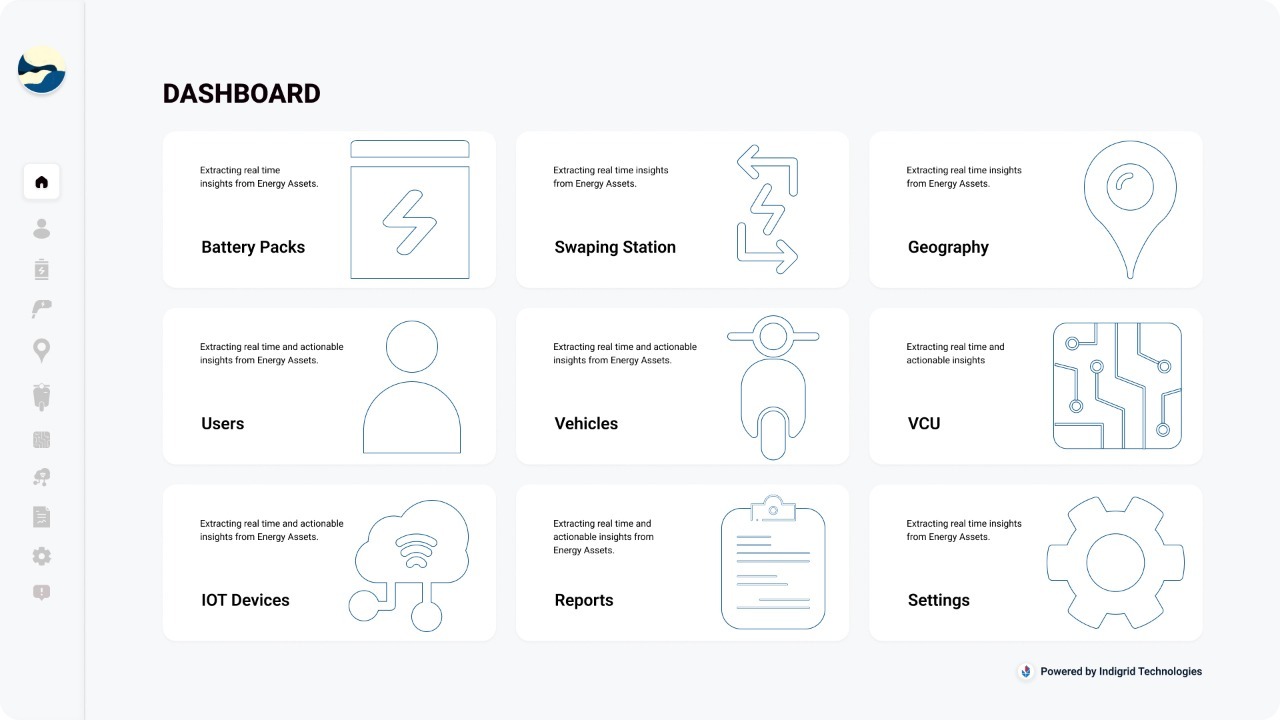 DASHBOARD
Extracting real time
insights from Energy Assets.
Battery Packs
Extracting real time insights
from Energy Assets.
Swaping Station
Extracting real time insights
from Energy Assets.
Geography
Extracting real time and actionable
insights from Energy Assets.
Users
Extracting real time and actionable
insights from Energy Assets.
Vehicles
Extracting real time and
actionable insights
VCU
Extracting real time and actionable
insights from Energy Assets.
IOT Devices
Extracting real time and
actionable insights from
Energy Assets.
Reports
Extracting real time insights
from Energy Assets.
Settings
Powered by Indigrid Technologies